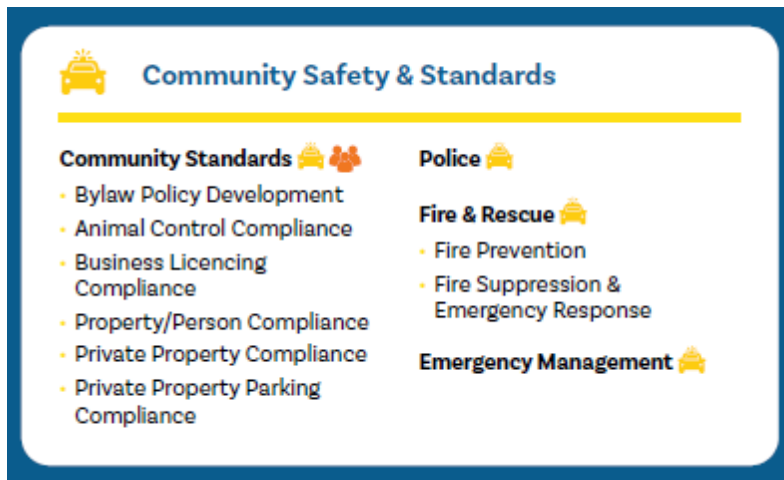 Community Safety & Standards
Community Standards
• Bylaw Policy Development
• Animal Control Compliance
• Business Licencing
Compliance
• Property/Person Compliance
• Private Property Compliance
• Private Property Parking
Compliance
Police
Fire & Rescue
• Fire Prevention
• Fire Suppression &
Emergency Response
Emergency Management